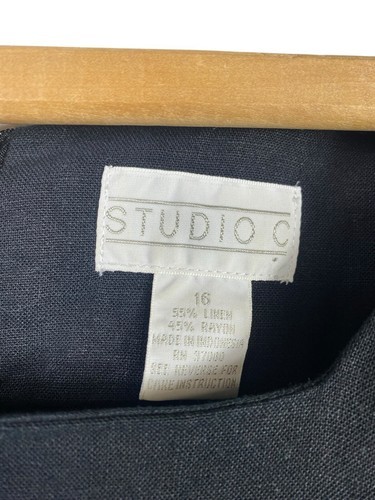 STUDIO C
16
55% LINEN
45% RAYON
MADE IN INDONESIA
RN 37000
SEE REVERSE FOR
CARE INSTRUCTION